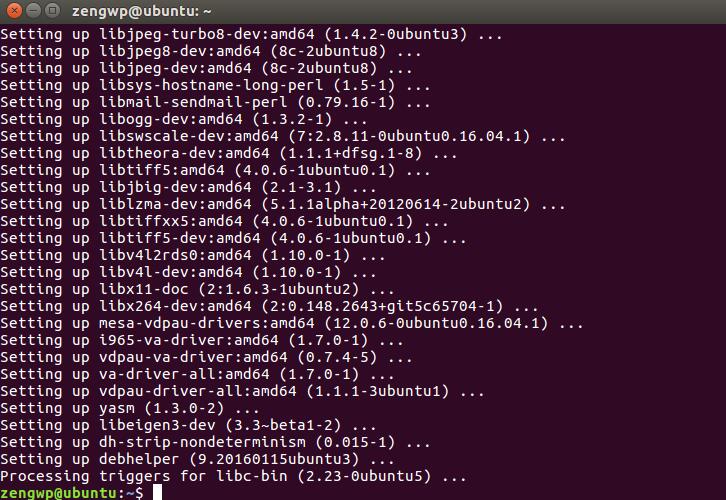 zengwp@ubuntu: ~
Setting up libjpeg-turbo8-dev:amd64 (1.4.2-0ubuntu3) ...
Setting up libjpeg8-dev:amd64 (8c-2ubuntu8) ...
Setting up libjpeg-dev:amd64 (8c-2ubuntu8) ...
Setting up libsys-hostname-long-perl (1.5-1) ...
Setting up libmail-sendmail-perl (0.79.16-1) ...
Setting up libogg-dev:amd64 (1.3.2-1) ...
Setting up libswscale-dev:amd64 (7:2.8.11-0ubuntu0.16.04.1) ...
Setting up libtheora-dev:amd64 (1.1.1+dfsg.1-8) ...
Setting up libtiff5:amd64 (4.0.6-1ubuntu0.1) ...
Setting up libjbig-dev:amd64 (2.1-3.1) ...
Setting up liblzma-dev:amd64 (5.1.1alpha+20120614-2ubuntu2) ...
Setting up libtiffxx5:amd64 (4.0.6-1ubuntu0.1) ...
Setting up libtiff5-dev:amd64 (4.0.6-1ubuntu0.1) ...
Setting up libv4l2rds0:amd64 (1.10.0-1) ...
Setting up libv4l-dev:amd64 (1.10.0-1) ...
Setting up libx11-doc (2:1.6.3-1ubuntu2) ...
Setting up libx264-dev:amd64 (2:0.148.2643+git5c65704-1) ...
Setting up mesa-vdpau-drivers:amd64 (12.0.6-0ubuntu0.16.04.1) ...
Setting up i965-va-driver:amd64 (1.7.0-1) ...
Setting up vdpau-va-driver:amd64 (0.7.4-5) ...
Setting up va-driver-all:amd64 (1.7.0-1) ...
Setting up vdpau-driver-all:amd64 (1.1.1-3ubuntu1) ...
Setting up yasm (1.3.0-2) ...
Setting up libeigen3-dev (3.3~beta1-2) ...
Setting up dh-strip-nondeterminism (0.015-1) ...
Setting up debhelper (9.20160115ubuntu3) ...
Processing triggers for libc-bin (2.23-0ubuntu5) ...
zengwp@ubuntu:~$